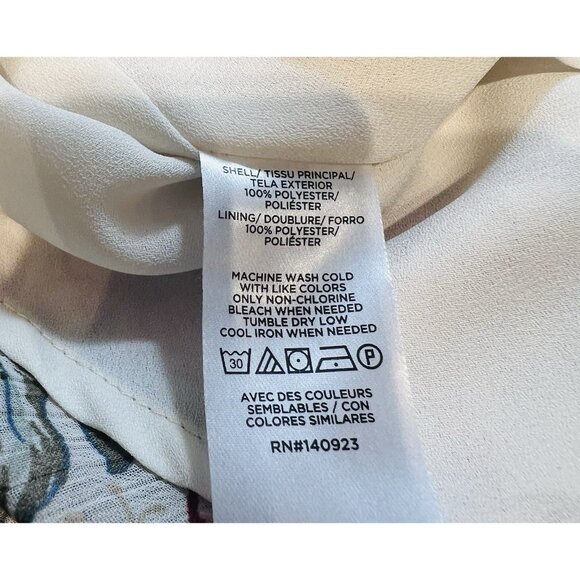 SHELL/ TISSU PRINCIPAL/
TELA EXTERIOR
100% POLYESTER/
POLIÉSTER
LINING/ DOUBLURE/ FORRO
100% POLYESTER/
POLIÉSTER
MACHINE WASH COLD
WITH LIKE COLORS
ONLY NON-CHLORINE
BLEACH WHEN NEEDED
TUMBLE DRY LOW
COOL IRON WHEN NEEDED
30 P
AVEC DES COULEURS
SEMBLABLES / CON
COLORES SIMILARES
RN#140923